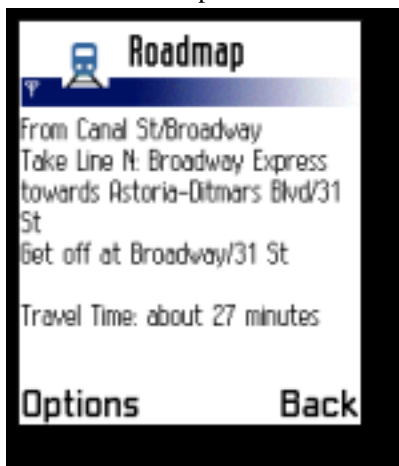 Roadmap
From Canal St/Broadway
Take Line N: Broadway Express
towards Astoria-Ditmars Blvd/31
St
Get off at Broadway/31 St
Travel Time: about 27 minutes
Options Back